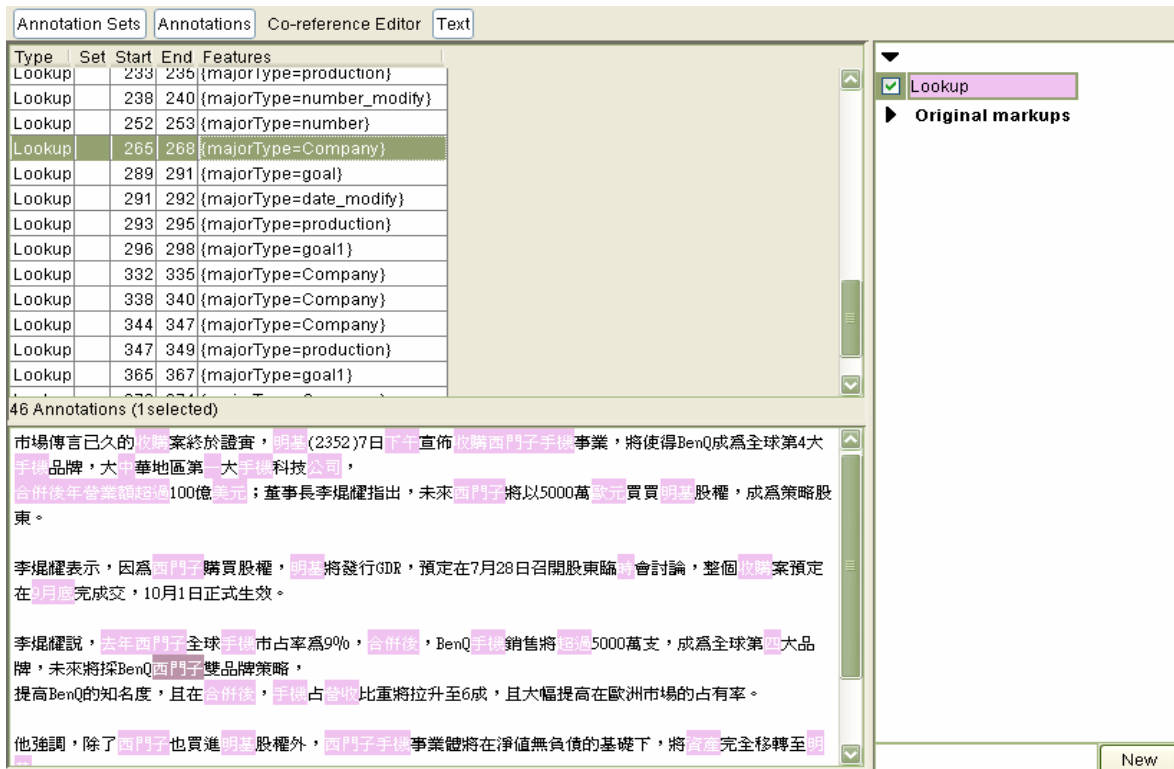 Annotation Sets Annotations Co-reference Editor Text
Type Set Start End Features
Lookup 233 235 {majorType=production}
Lookup 238 240 {majorType=number_modify}
Lookup 252 253 {majorType=number}
Lookup 265 268 {majorType=Company}
Lookup 289 291 {majorType=goal}
Lookup 291 292 {majorType=date_modify}
Lookup 293 295 {majorType=production}
Lookup 296 298 {majorType=goal1}
Lookup 332 335 {majorType=Company}
Lookup 338 340 {majorType=Company}
Lookup 344 347 {majorType=Company}
Lookup 347 349 {majorType=production}
Lookup 365 367 {majorType=goal1}
46 Annotations (1 selected)
市場傳言已久的收購案終於證實,明基(2352)7日下午宣佈收購西門子手機事業,將使得BenQ成為全球第4大
手機品牌,大中華地區第一大手機科技公司,
合併後年營業額超過100億美元;董事長李焜耀指出,未來西門子將以5000萬歐元買買明基股權,成為策略股
東。
李焜耀表示,因為西門子購買股權,明基將發行GDR,預定在7月28日召開股東臨時會討論,整個收購案預定
在9月底完成交,10月1日正式生效。
李焜耀說,去年西門子全球手機市占率為9%,合併後,BenQ手機銷售將超過5000萬支,成為全球第四大品
牌,未來將採BenQ西門子雙品牌策略,
提高BenQ的知名度,且在合併後,手機占營收比重將拉升至6成,且大幅提高在歐洲市場的占有率。
他強調,除了西門子也買進明基股權外,西門子手機事業體將在淨值無負債的基礎下,將資產完全移轉至明
Lookup
Original markups
New